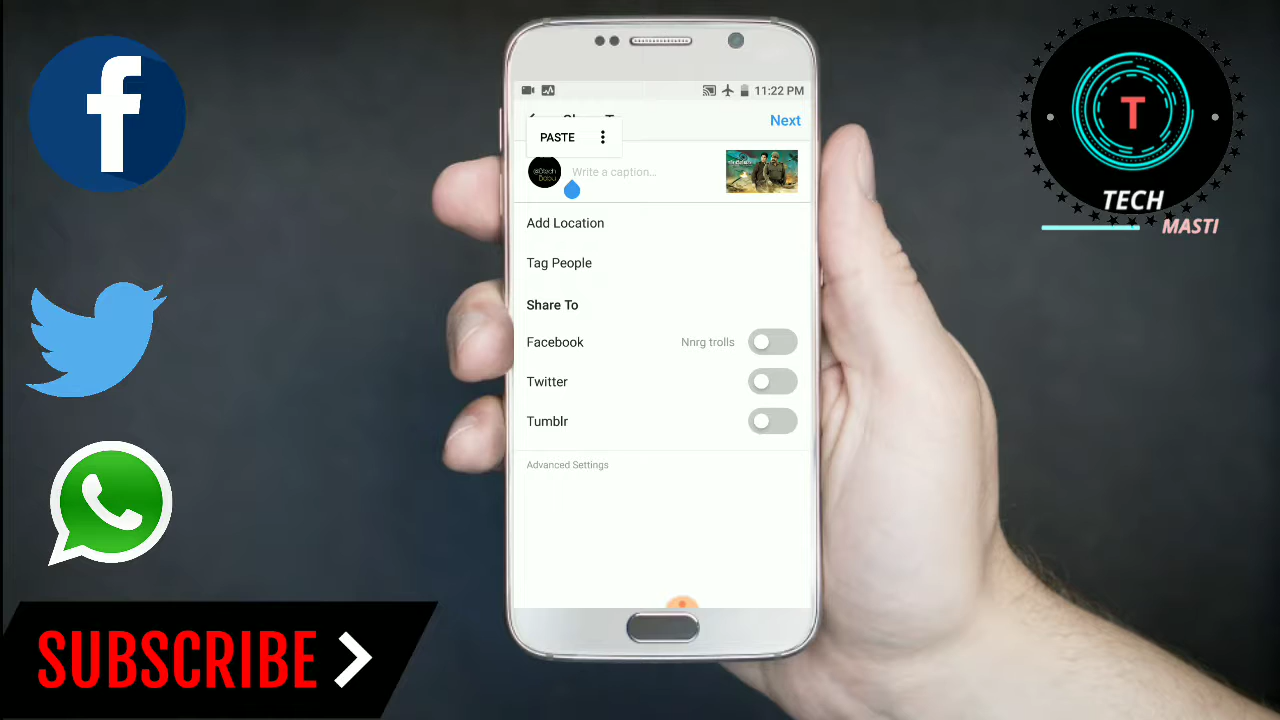 11:22 PM
Next
PASTE
Write a caption...
Add Location
Tag People
Share To
Facebook
Nnrg trolls
Twitter
Tumblr
Advanced Settings
T
TECH
MASTI
SUBSCRIBE